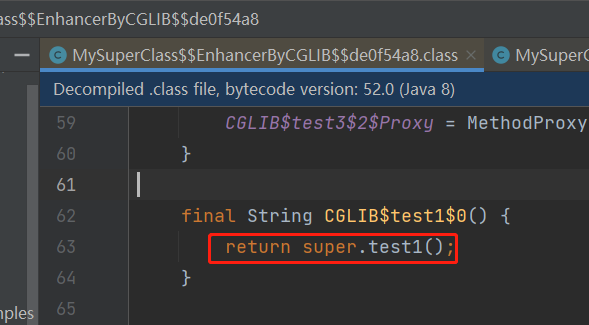 ass$$EnhancerByCGLIB$$de0f54a8
MySuperClass$$EnhancerByCGLIB$$de0f54a8.class × MySuperC
Decompiled .class file, bytecode version: 52.0 (Java 8)
59 CGLIB$test3$2$Proxy = MethodProxy
60 }
61
62 final String CGLIB$test1$0() {
63 return super.test1();
64 }
65
mples